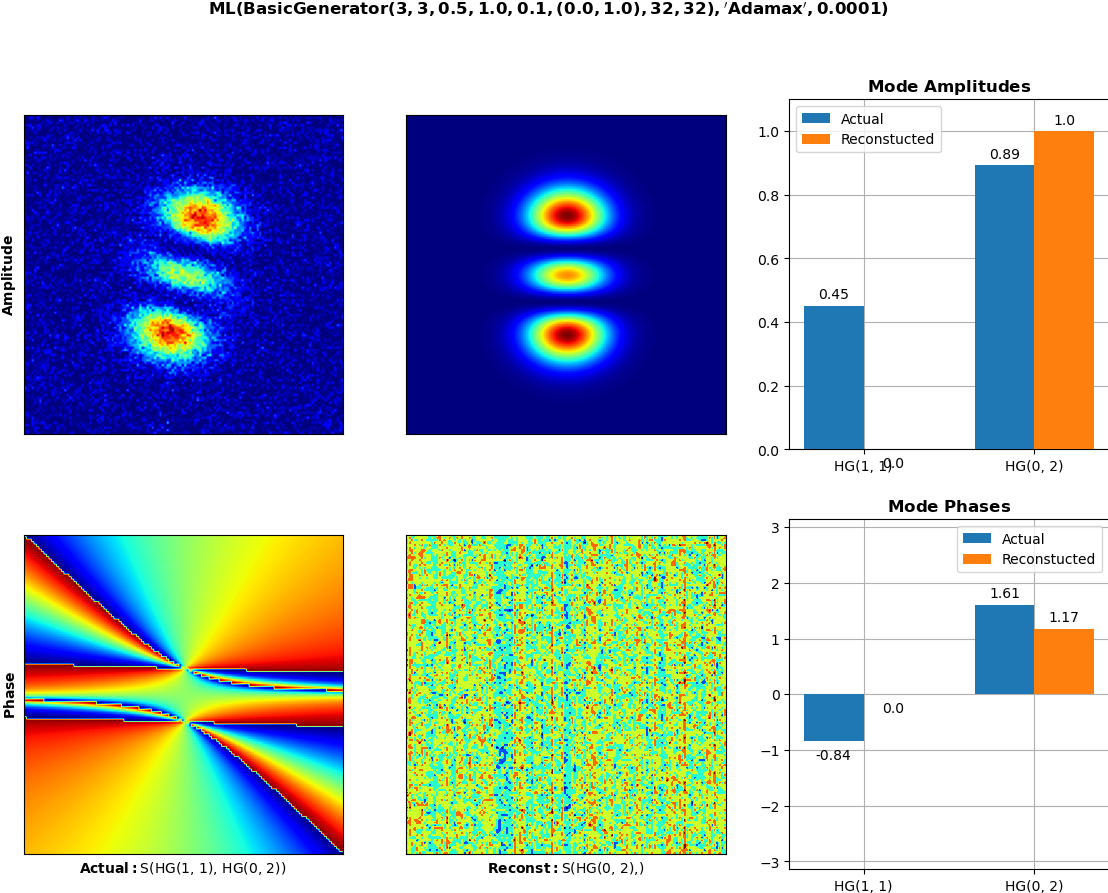 ML(BasicGenerator(3, 3, 0.5, 1.0, 0.1, (0.0, 1.0), 32, 32), 'Adamax', 0.0001)
Amplitude
Mode Amplitudes
Actual
Reconstucted
1.0
0.8
0.6
0.4
0.2
0.0
0.45
0.0
0.89
1.0
HG(1, 1)
HG(0, 2)
Phase
Actual: S(HG(1, 1), HG(0, 2))
Reconst: S(HG(0, 2),)
Mode Phases
Actual
Reconstucted
3
2
1
0
−1
−2
−3
-0.84
0.0
1.61
1.17
HG(1, 1)
HG(0, 2)